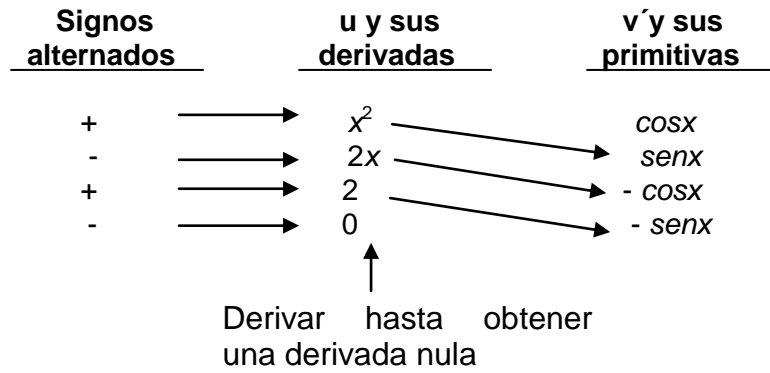 Signos u y sus v´y sus
alternados derivadas primitivas
+ x² cosx
- 2x senx
+ 2 - cosx
- 0 - senx
Derivar hasta obtener
una derivada nula